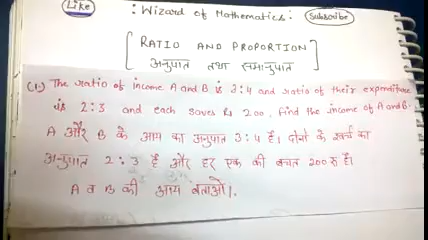 Like
: Wizard of Mathematics :
Subscribe
RATIO AND PROPORTION
अनुपात तथा समानुपात
(1.) The ratio of income A and B is 3:4 and ratio of their expenditure
is 2:3 and each saves Rs 200. find the income of A and B.
A और B के आय का अनुपात 3:4 है। दोनों के खर्च का
अनुपात 2:3 है और हर एक की बचत 200 रु है।
A व B की आय बताओ।